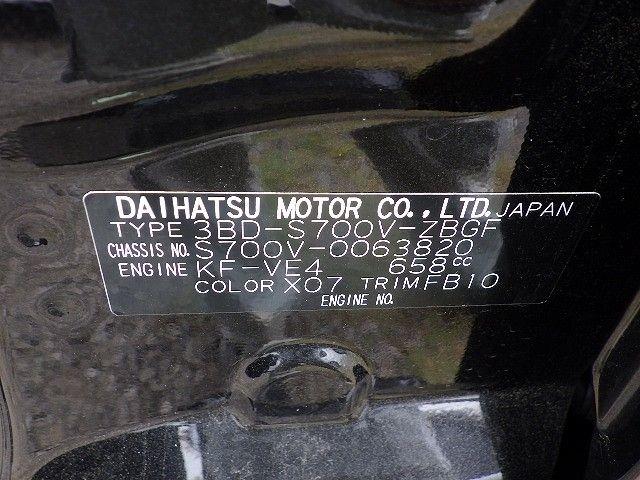 DAIHATSU MOTOR CO., LTD. JAPAN
TYPE 3BD-S700V-ZBGF
CHASSIS NO. S700V-0063820
ENGINE KF-VE4 658cc
COLOR X07 TRIM FB10
ENGINE NO.